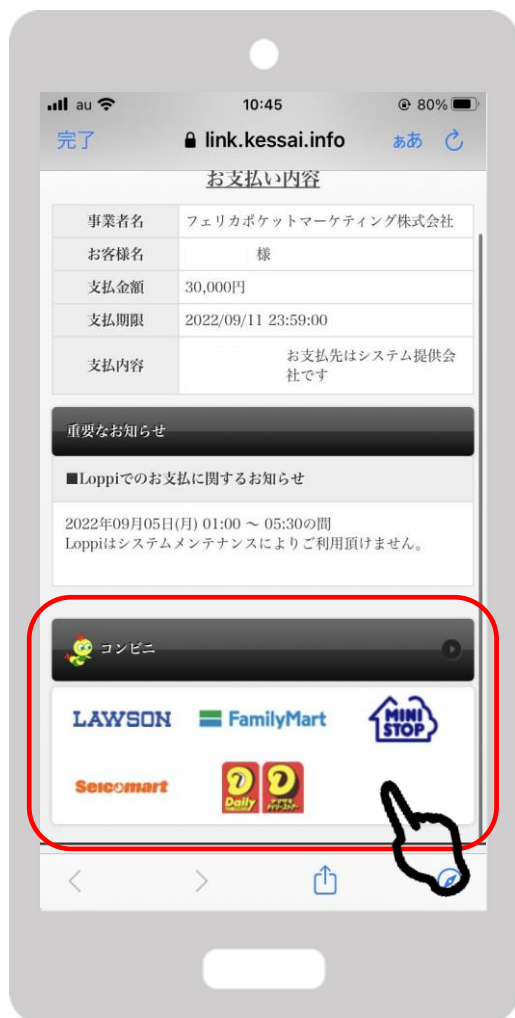 au 10:45 80%
完了 link.kessai.info ぁあ
お支払い内容
事業者名 フェリカポケットマーケティング株式会社
お客様名 様
支払金額 30,000円
支払期限 2022/09/11 23:59:00
支払内容 お支払先はシステム提供会
社です
重要なお知らせ
■Loppiでのお支払に関するお知らせ
2022年09月05日(月) 01:00 ～ 05:30の間
Loppiはシステムメンテナンスによりご利用頂けません。
コンビニ
LAWSON FamilyMart MINI
STOP
Seicomart Daily